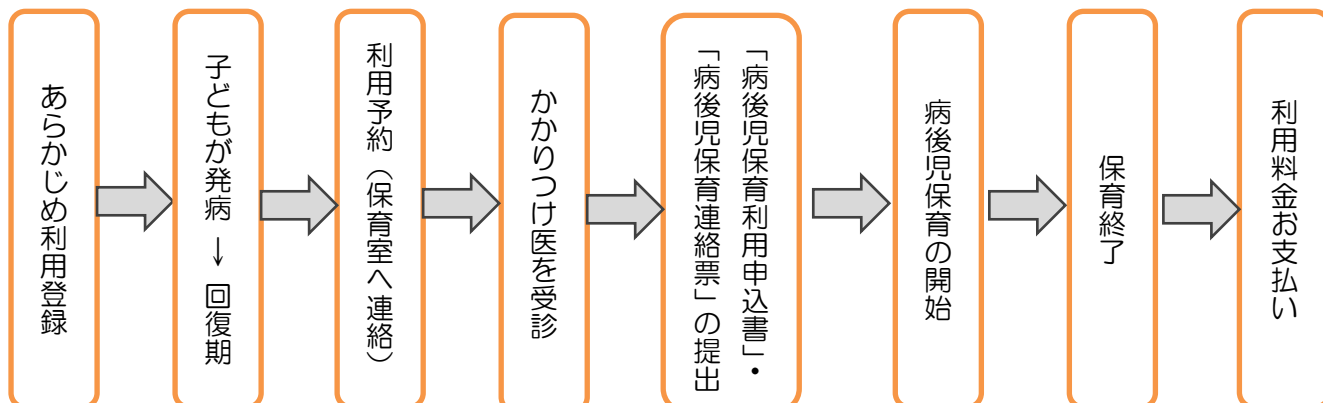 あらかじめ利用登録
子どもが発病 → 回復期
利用予約（保育室へ連絡）
かかりつけ医を受診
「病後児保育利用申込書」・
「病後児保育連絡票」の提出
病後児保育の開始
保育終了
利用料金お支払い